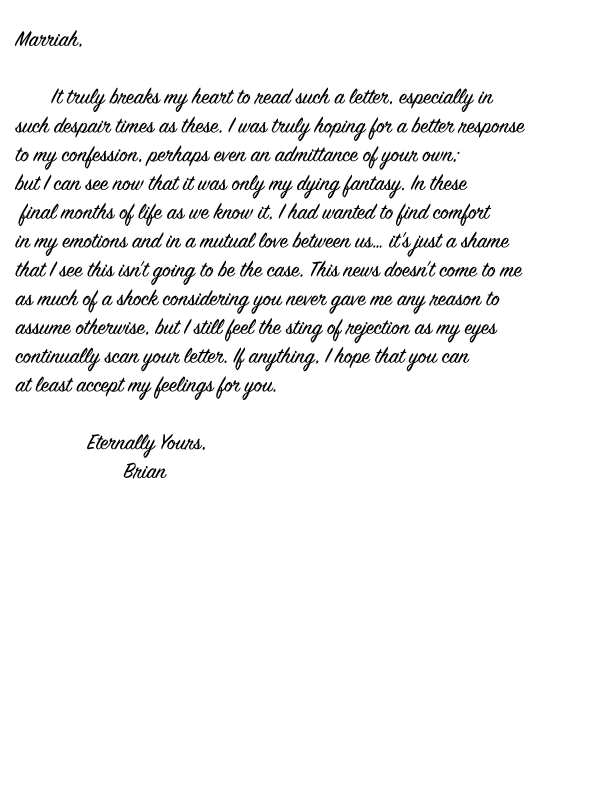 Marriah,
It truly breaks my heart to read such a letter, especially in
such despair times as these. I was truly hoping for a better response
to my confession, perhaps even an admittance of your own;
but I can see now that it was only my dying fantasy. In these
final months of life as we know it, I had wanted to find comfort
in my emotions and in a mutual love between us... it's just a shame
that I see this isn't going to be the case. This news doesn't come to me
as much of a shock considering you never gave me any reason to
assume otherwise, but I still feel the sting of rejection as my eyes
continually scan your letter. If anything, I hope that you can
at least accept my feelings for you.
Eternally Yours,
Brian